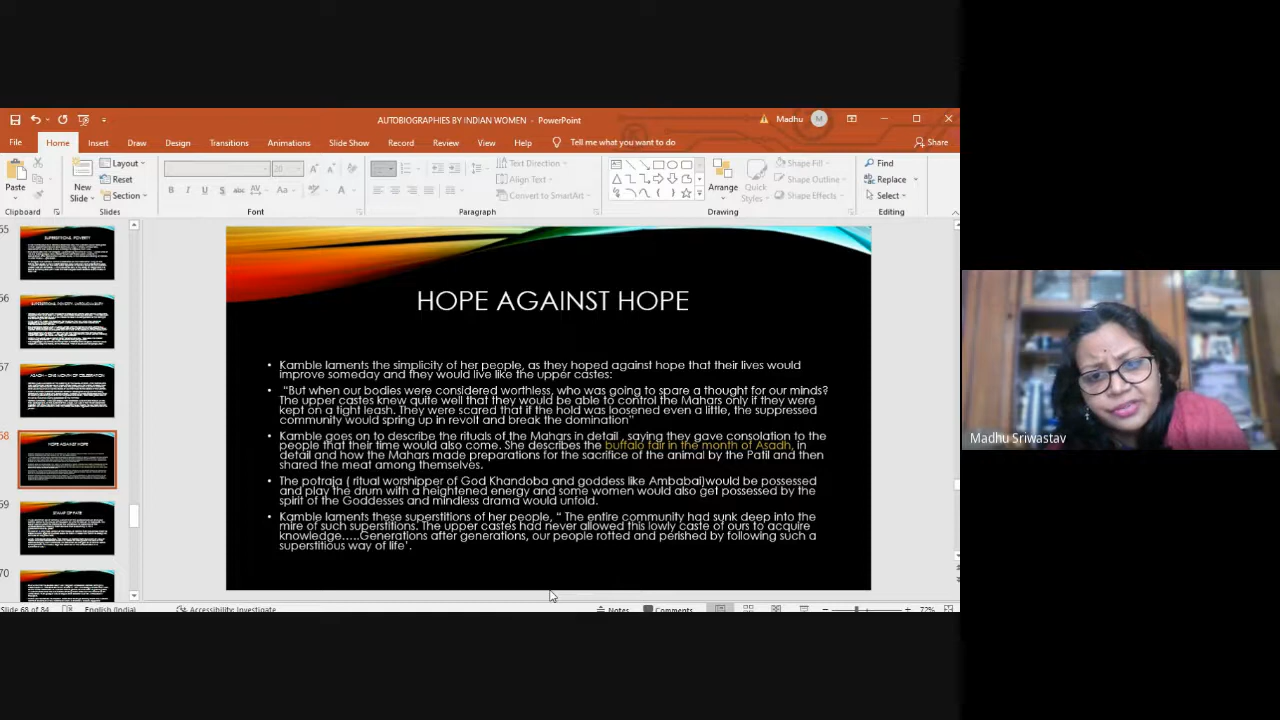 AUTOBIOGRAPHIES BY INDIAN WOMEN - PowerPoint
Madhu
M
File Home Insert Draw Design Transitions Animations Slide Show Record Review View Help Tell me what you want to do
Share
Paste
New
Slide
Layout
Reset
Section
Text Direction
Align Text
Convert to SmartArt
Arrange
Quick
Styles
Shape Fill
Shape Outline
Shape Effects
Find
Replace
Select
Clipboard Slides Font Paragraph Drawing Editing
HOPE AGAINST HOPE
• Kamble laments the simplicity of her people, as they hoped against hope that their lives would
improve someday and they would live like the upper castes:
• “But when our bodies were considered worthless, who was going to spare a thought for our minds?
The upper castes knew quite well that they would be able to control the Mahars only if they were
kept on a tight leash. They were scared that if the hold was loosened even a little, the suppressed
community would spring up in revolt and break the domination”
• Kamble goes on to describe the rituals of the Mahars in detail , saying they gave consolation to the
people that their time would also come. She describes the buffalo fair in the month of Asadh, in
detail and how the Mahars made preparations for the sacrifice of the animal by the Patil and then
shared the meat among themselves.
• The potraja ( ritual worshipper of God Khandoba and goddess like Ambabai)would be possessed
and play the drum with a heightened energy and some women would also get possessed by the
spirit of the Goddesses and mindless drama would unfold.
• Kamble laments these superstitions of her people, “ The entire community had sunk deep into the
mire of such superstitions. The upper castes had never allowed this lowly caste of ours to acquire
knowledge…..Generations after generations, our people rotted and perished by following such a
superstitious way of life’.
HOPE AGAINST HOPE
STAMP OF FATE
Slide 68 of 84 English (India) Accessibility: Investigate Notes Comments 72%
Madhu Sriwastav